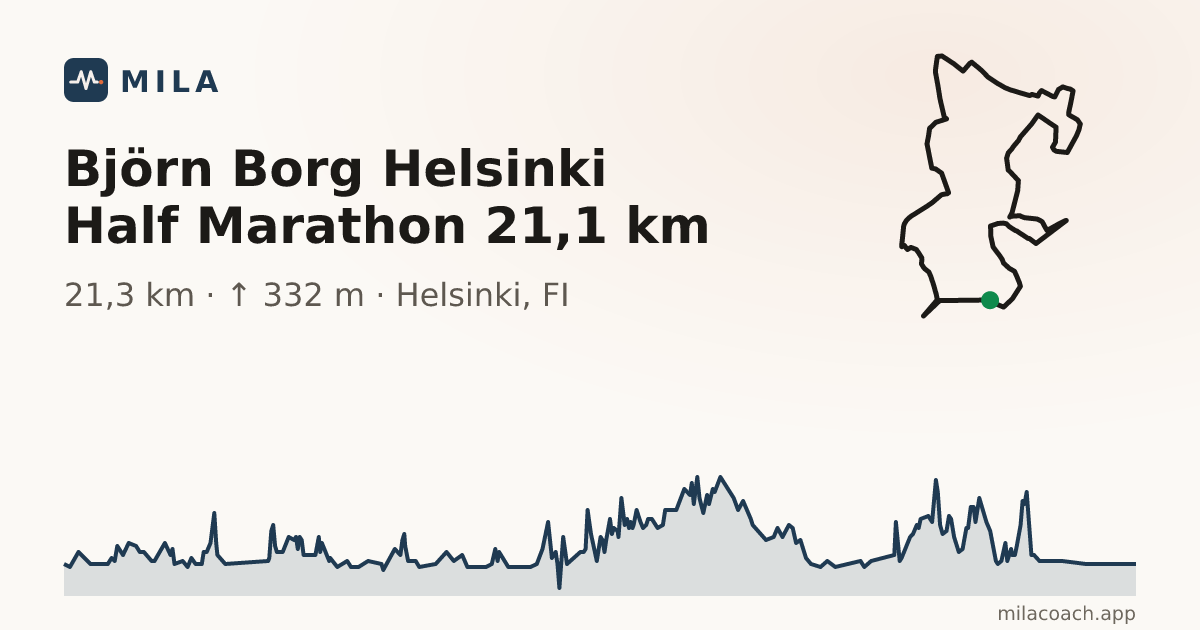 MILA
Björn Borg Helsinki
Half Marathon 21,1 km
21,3 km · ↑ 332 m · Helsinki, FI
milacoach.app